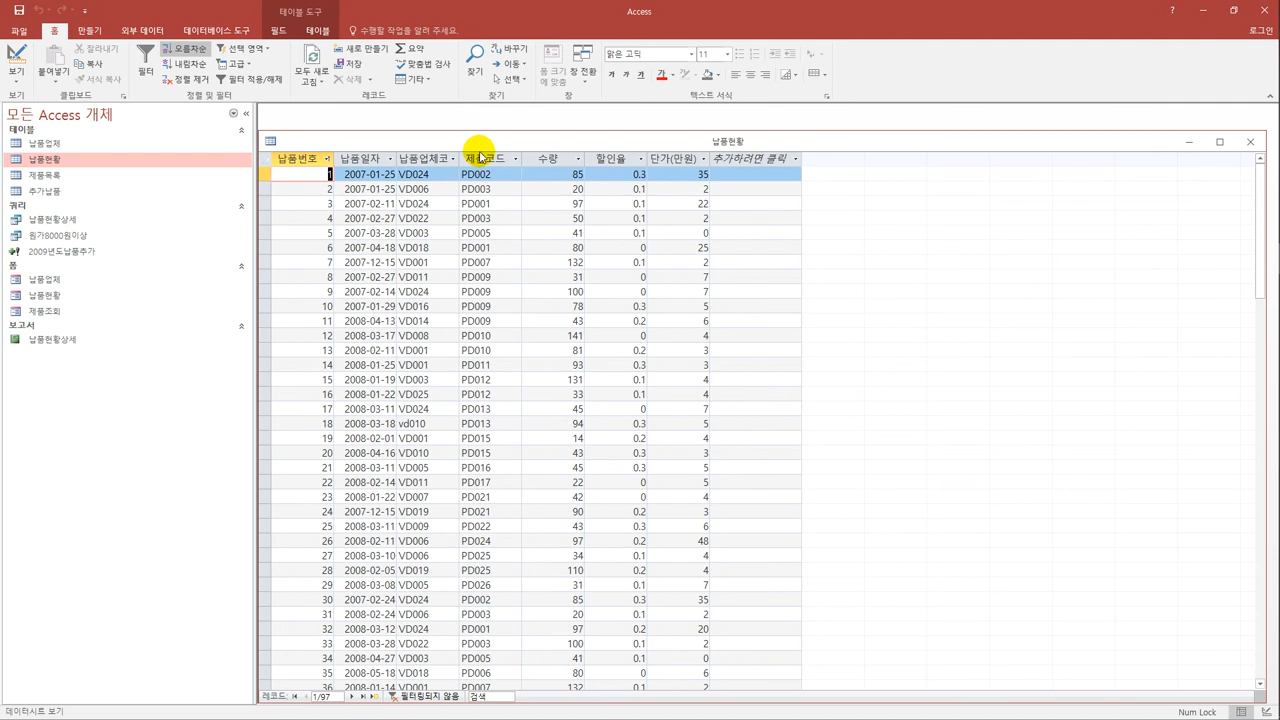 테이블 도구
Access
파일 홈 만들기 외부 데이터 데이터베이스 도구 필드 테이블 수행할 작업을 알려 주세요.
로그인
보기 붙여넣기 잘라내기 복사 서식 복사
필터 오름차순 내림차순 정렬 제거 선택 영역 고급 필터 적용/해제
모두 새로 고침 새로 만들기 저장 삭제 요약 맞춤법 검사 기타
찾기 바꾸기 이동 선택
폼 크기에 맞춤 창 전환
맑은 고딕 11
가 가 가 가
보기 클립보드 정렬 및 필터 레코드 찾기 창 텍스트 서식
모든 Access 개체
테이블
납품업체
납품현황
제품목록
추가납품
쿼리
납품현황상세
원가8000원이상
2009년도납품추가
폼
납품업체
납품현황
제품조회
보고서
납품현황상세
납품현황
납품번호 납품일자 납품업체코 제품코드 수량 할인율 단가(만원) 추가하려면 클릭
1 2007-01-25 VD024 PD002 85 0.3 35
2 2007-01-25 VD006 PD003 20 0.1 2
3 2007-02-11 VD024 PD001 97 0.1 22
4 2007-02-27 VD022 PD003 50 0.1 2
5 2007-03-28 VD003 PD005 41 0.1 0
6 2007-04-18 VD018 PD001 80 0 25
7 2007-12-15 VD001 PD007 132 0.1 2
8 2007-02-27 VD011 PD009 31 0 7
9 2007-02-14 VD024 PD009 100 0 7
10 2007-01-29 VD016 PD009 78 0.3 5
11 2008-04-13 VD014 PD009 43 0.2 6
12 2008-03-17 VD008 PD010 141 0 4
13 2008-02-11 VD001 PD010 81 0.2 3
14 2008-01-25 VD001 PD011 93 0.3 3
15 2008-01-19 VD003 PD012 131 0.1 4
16 2008-01-22 VD025 PD012 33 0.1 4
17 2008-03-11 VD024 PD013 45 0 7
18 2008-03-18 vd010 PD013 94 0.3 5
19 2008-02-01 VD001 PD015 14 0.2 4
20 2008-04-16 VD010 PD015 43 0.3 3
21 2008-03-11 VD005 PD016 45 0.3 5
22 2008-02-14 VD011 PD017 22 0 5
23 2008-01-22 VD007 PD021 42 0 4
24 2007-12-15 VD019 PD021 90 0.2 3
25 2008-03-11 VD009 PD022 43 0.3 6
26 2008-02-11 VD006 PD024 97 0.2 48
27 2008-03-10 VD006 PD025 34 0.1 4
28 2008-02-05 VD019 PD025 110 0.2 4
29 2008-03-08 VD005 PD026 31 0.1 7
30 2007-02-24 VD024 PD002 85 0.3 35
31 2008-02-24 VD006 PD003 20 0.1 2
32 2008-03-12 VD024 PD001 97 0.2 20
33 2008-03-28 VD022 PD003 100 0.1 2
34 2008-04-27 VD003 PD005 41 0.1 0
35 2008-05-18 VD018 PD006 80 0 6
36 2008-01-14 VD001 PD007 132 0.1 2
레코드: 1/97 필터링되지 않음 검색
데이터시트 보기
Num Lock